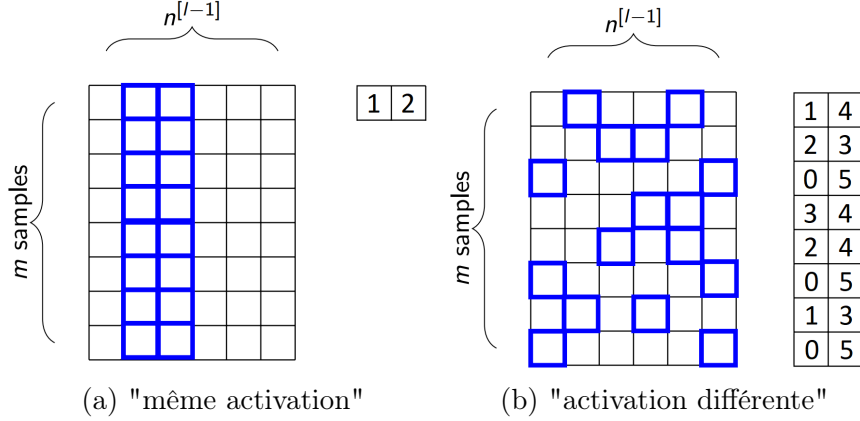 n^{[l-1]}
m samples
1 2
(a) "même activation"
n^{[l-1]}
m samples
1 4
2 3
0 5
3 4
2 4
0 5
1 3
0 5
(b) "activation différente"